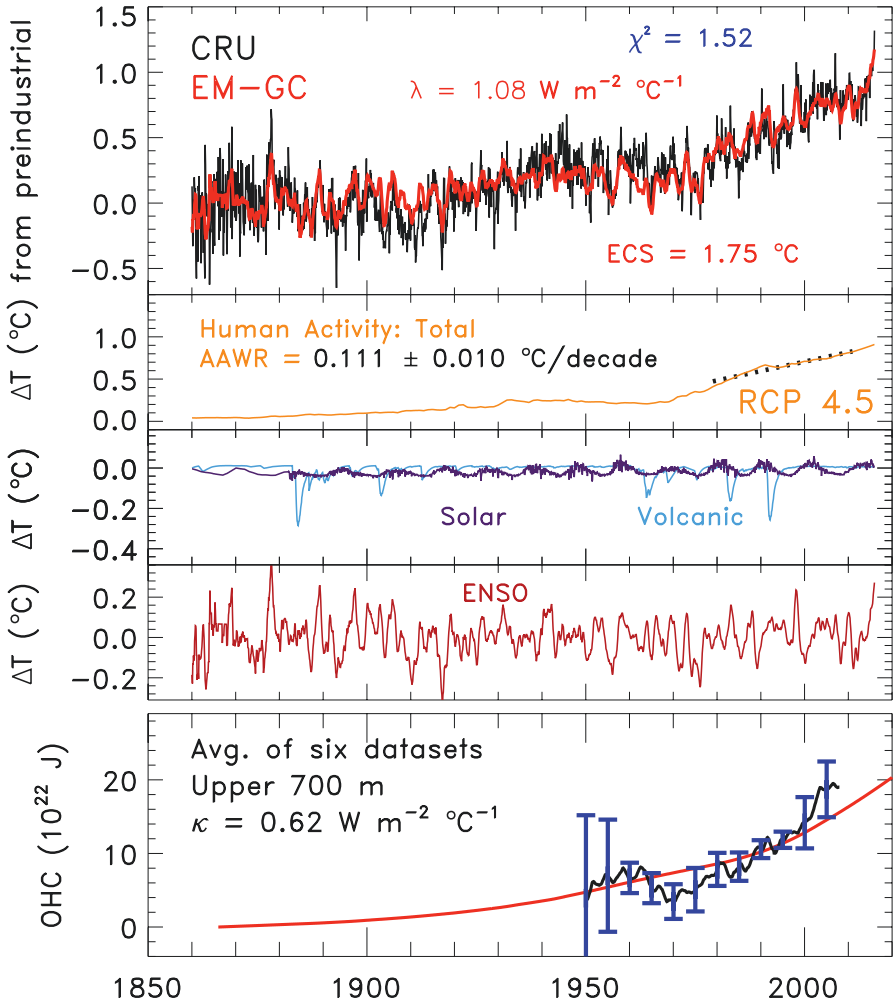 ΔT (°C) from preindustrial
1.5
1.0
0.5
0.0
−0.5
CRU
EM−GC
χ² = 1.52
λ = 1.08 W m⁻² °C⁻¹
ECS = 1.75 °C
1.0
0.5
0.0
Human Activity: Total
AAWR = 0.111 ± 0.010 °C/decade
RCP 4.5
ΔT (°C)
0.0
−0.2
−0.4
Solar
Volcanic
ΔT (°C)
0.2
0.0
−0.2
ENSO
OHC (10²² J)
20
10
0
Avg. of six datasets
Upper 700 m
κ = 0.62 W m⁻² °C⁻¹
1850
1900
1950
2000